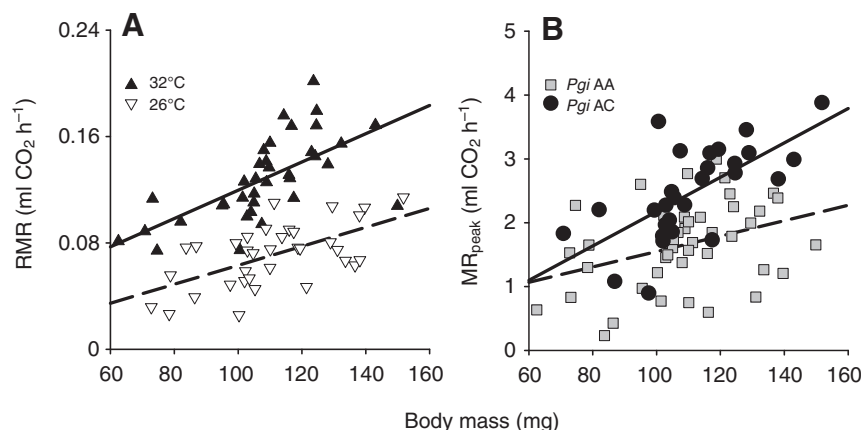 A
B
0.24
0.16
0.08
0
RMR (ml CO₂ h⁻¹)
32°C
26°C
60 80 100 120 140 160
5
4
3
2
1
0
MRpeak (ml CO₂ h⁻¹)
Pgi AA
Pgi AC
60 80 100 120 140 160
Body mass (mg)